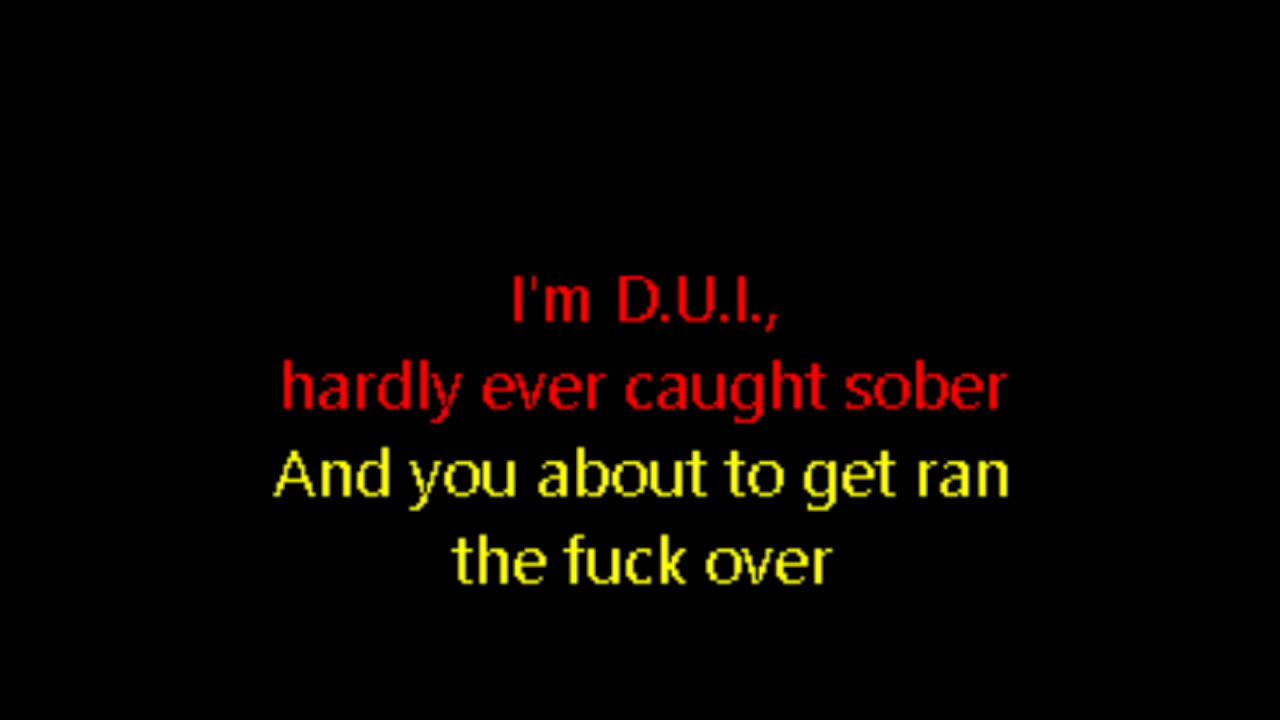 I'm D.U.I.,
hardly ever caught sober
And you about to get ran
the fuck over